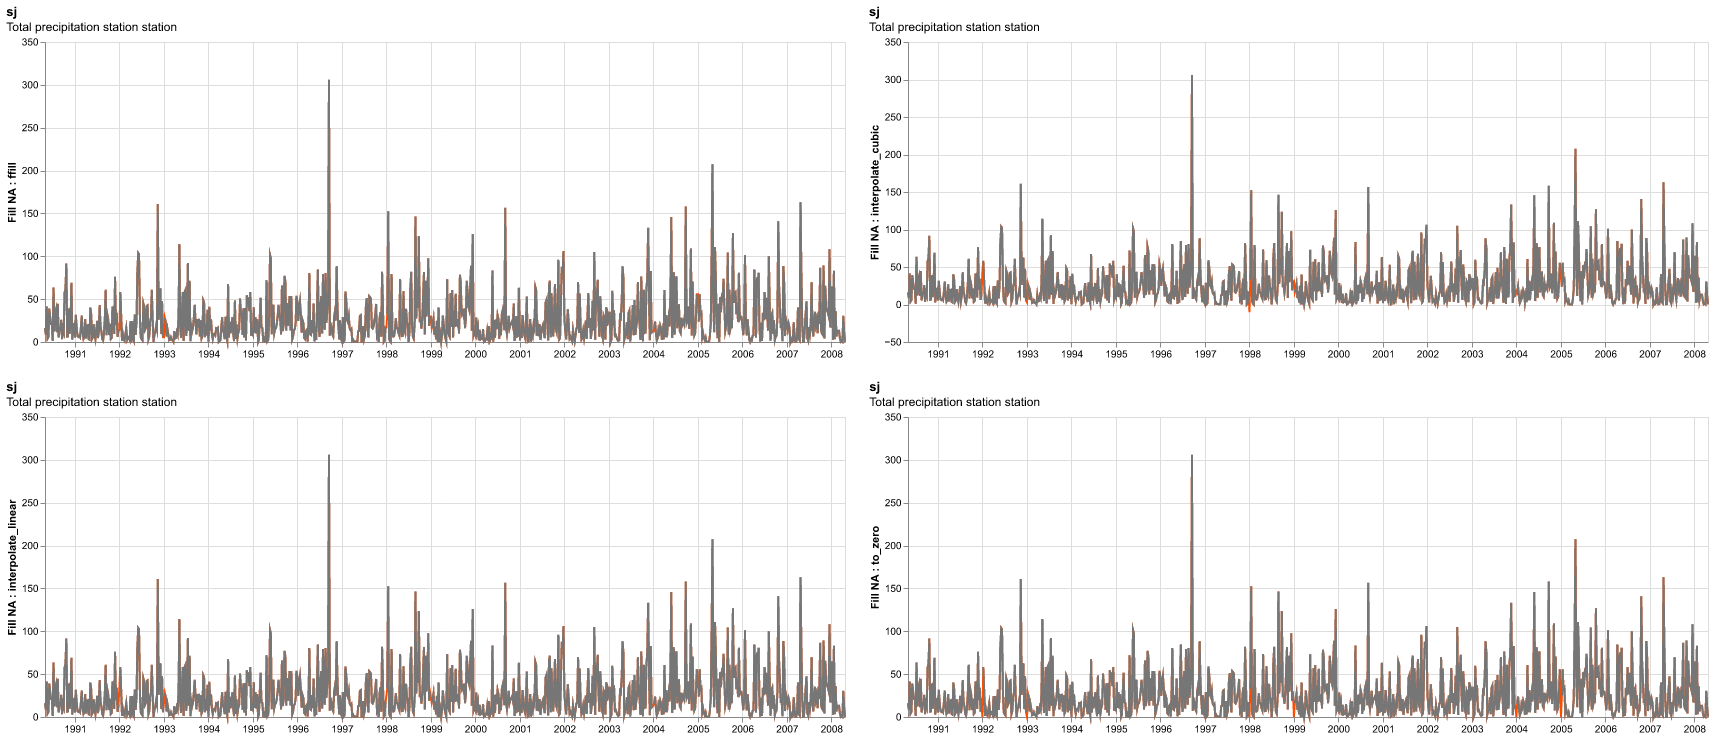 sj
Total precipitation station station
Fill NA : ffill
350
300
250
200
150
100
50
0
1991 1992 1993 1994 1995 1996 1997 1998 1999 2000 2001 2002 2003 2004 2005 2006 2007 2008
sj
Total precipitation station station
Fill NA : interpolate_cubic
350
300
250
200
150
100
50
0
−50
1991 1992 1993 1994 1995 1996 1997 1998 1999 2000 2001 2002 2003 2004 2005 2006 2007 2008
sj
Total precipitation station station
Fill NA : interpolate_linear
350
300
250
200
150
100
50
0
1991 1992 1993 1994 1995 1996 1997 1998 1999 2000 2001 2002 2003 2004 2005 2006 2007 2008
sj
Total precipitation station station
Fill NA : to_zero
350
300
250
200
150
100
50
0
1991 1992 1993 1994 1995 1996 1997 1998 1999 2000 2001 2002 2003 2004 2005 2006 2007 2008